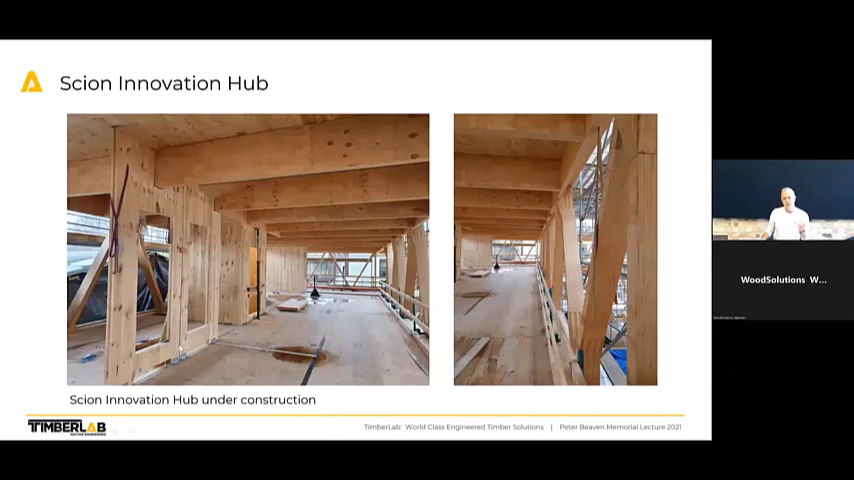 Scion Innovation Hub
WoodSolutions W...
Scion Innovation Hub under construction
TIMBERLAB
TimberLab: World Class Engineered Timber Solutions | Peter Beaven Memorial Lecture 2021